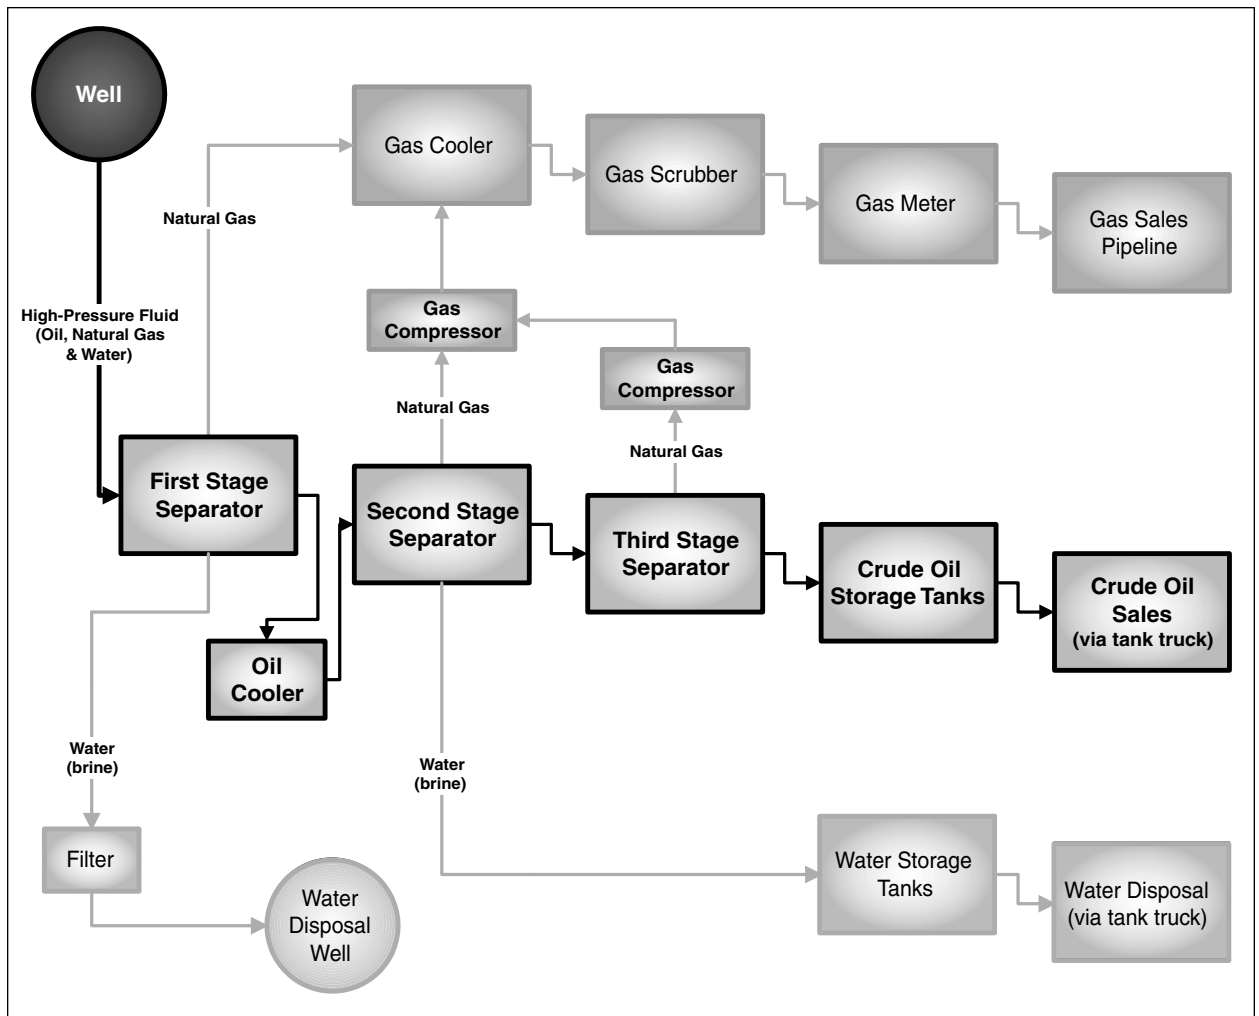 Well
Gas Cooler
Gas Scrubber
Gas Meter
Gas Sales
Pipeline
Natural Gas
High-Pressure Fluid
(Oil, Natural Gas
& Water)
Gas
Compressor
Gas
Compressor
Natural Gas
Natural Gas
First Stage
Separator
Second Stage
Separator
Third Stage
Separator
Crude Oil
Storage Tanks
Crude Oil
Sales
(via tank truck)
Oil
Cooler
Water
(brine)
Water
(brine)
Filter
Water
Disposal
Well
Water Storage
Tanks
Water Disposal
(via tank truck)